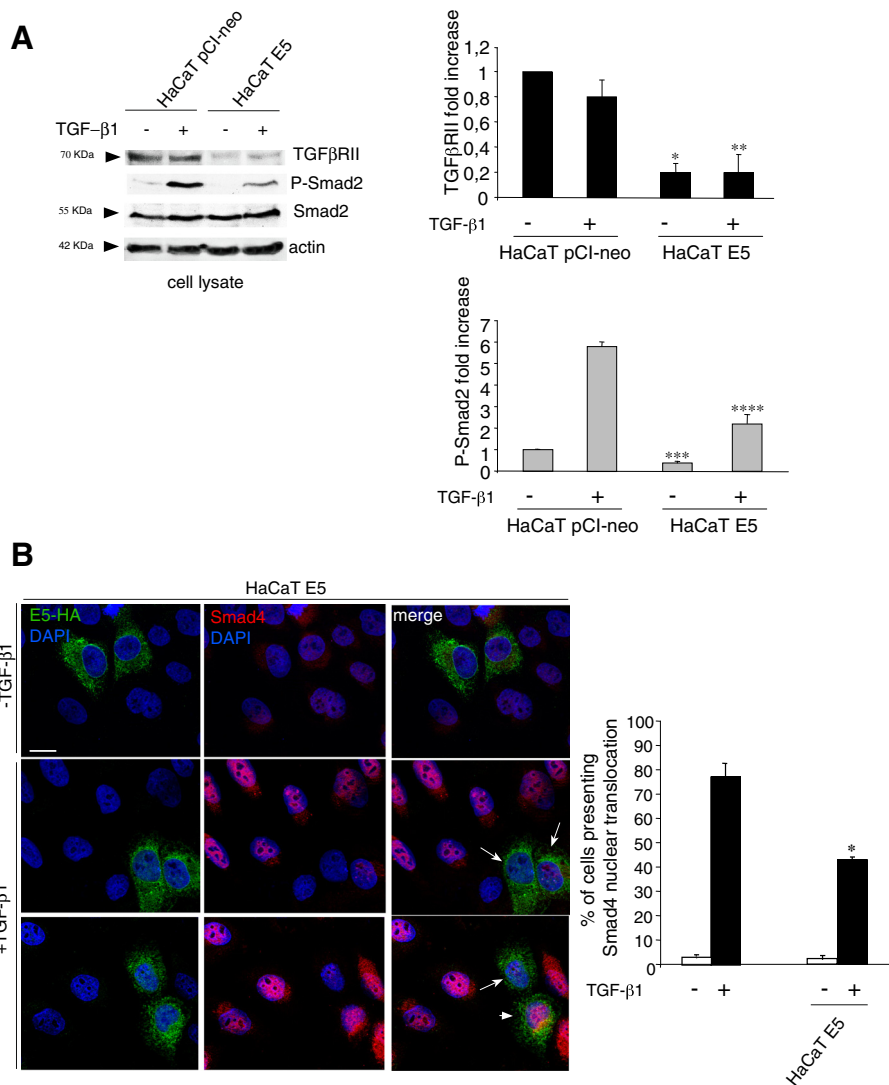 A
HaCaT pCI-neo
HaCaT E5
TGF–β1 - + - +
70 KDa TGFβRII
P-Smad2
55 KDa Smad2
42 KDa actin
cell lysate
TGFβRII fold increase
1,2
1
0,8
0,6
0,4
0,2
0
* **
TGF-β1 - + - +
HaCaT pCI-neo HaCaT E5
P-Smad2 fold increase
7
6
5
4
3
2
1
0
*** ****
TGF-β1 - + - +
HaCaT pCI-neo HaCaT E5
B
HaCaT E5
-TGF-β1
E5-HA
DAPI
Smad4
DAPI
merge
+TGF-β1
% of cells presenting
Smad4 nuclear translocation
100
90
80
70
60
50
40
30
20
10
0
*
TGF-β1 - + - +
HaCaT E5